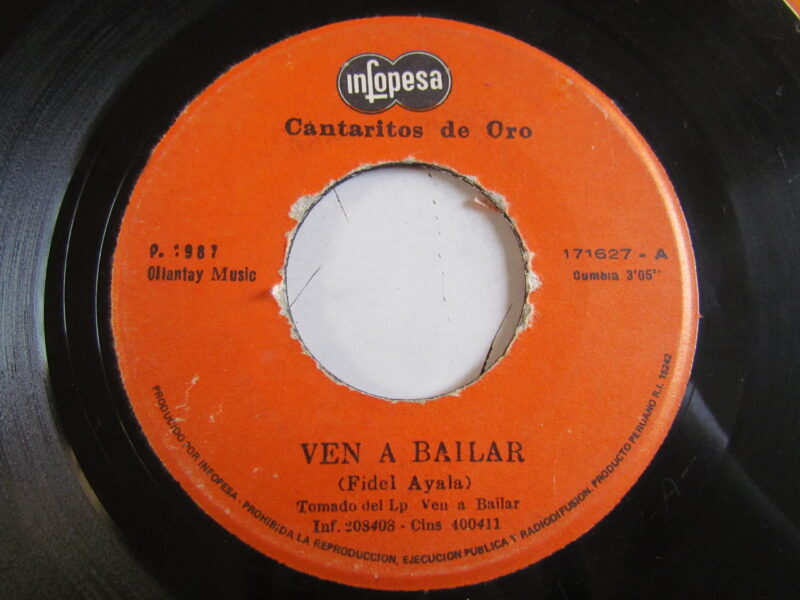 infopesa
Cantaritos de Oro
P. 1987
Ollantay Music
171627 - A
Cumbia 3'05"
VEN A BAILAR
(Fidel Ayala)
Tomado del Lp Ven a Bailar
Inf. 208408 - Cins 400411
PRODUCIDO POR INFOPESA - PROHIBIDA LA REPRODUCCION, EJECUCION PUBLICA Y RADIODIFUSION. PRODUCTO PERUANO R.I. 15242
-A-